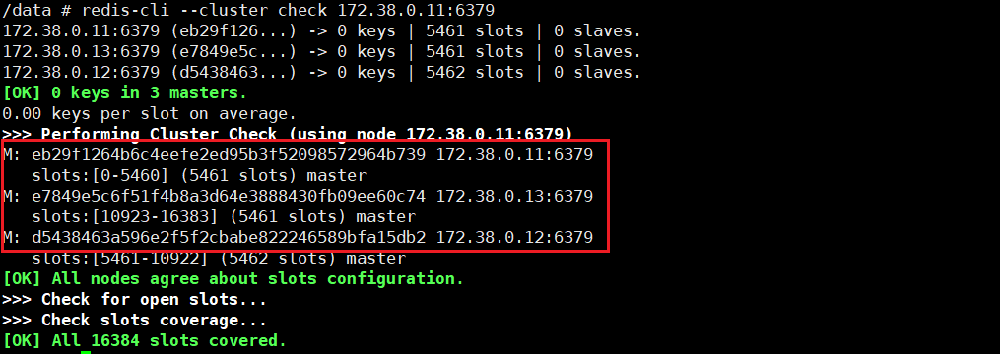 /data # redis-cli --cluster check 172.38.0.11:6379
172.38.0.11:6379 (eb29f126...) -> 0 keys | 5461 slots | 0 slaves.
172.38.0.13:6379 (e7849e5c...) -> 0 keys | 5461 slots | 0 slaves.
172.38.0.12:6379 (d5438463...) -> 0 keys | 5462 slots | 0 slaves.
[OK] 0 keys in 3 masters.
0.00 keys per slot on average.
>>> Performing Cluster Check (using node 172.38.0.11:6379)
M: eb29f1264b6c4eefe2ed95b3f52098572964b739 172.38.0.11:6379
   slots:[0-5460] (5461 slots) master
M: e7849e5c6f51f4b8a3d64e3888430fb09ee60c74 172.38.0.13:6379
   slots:[10923-16383] (5461 slots) master
M: d5438463a596e2f5f2cbabe822246589bfa15db2 172.38.0.12:6379
   slots:[5461-10922] (5462 slots) master
[OK] All nodes agree about slots configuration.
>>> Check for open slots...
>>> Check slots coverage...
[OK] All 16384 slots covered.